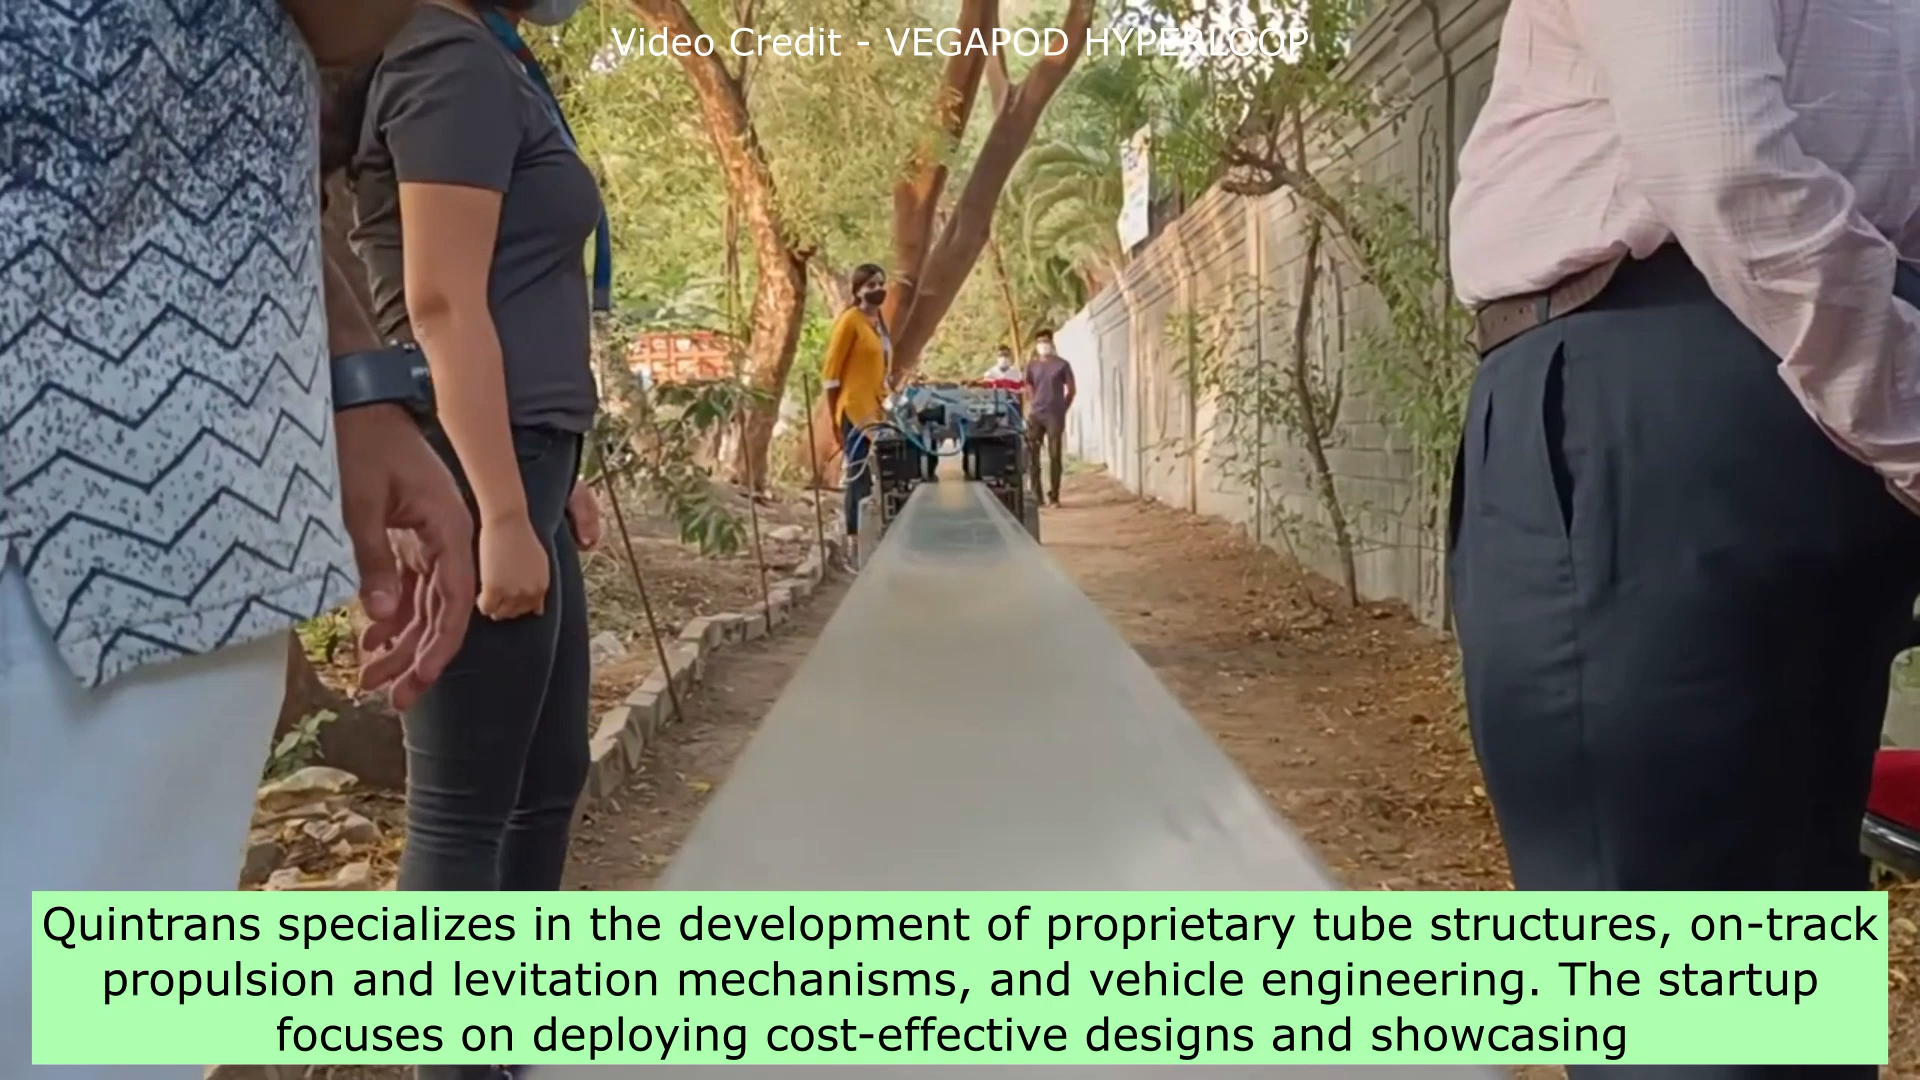 Video Credit - VEGAPOD HYPERLOOP
Quintrans specializes in the development of proprietary tube structures, on-track
propulsion and levitation mechanisms, and vehicle engineering. The startup
focuses on deploying cost-effective designs and showcasing